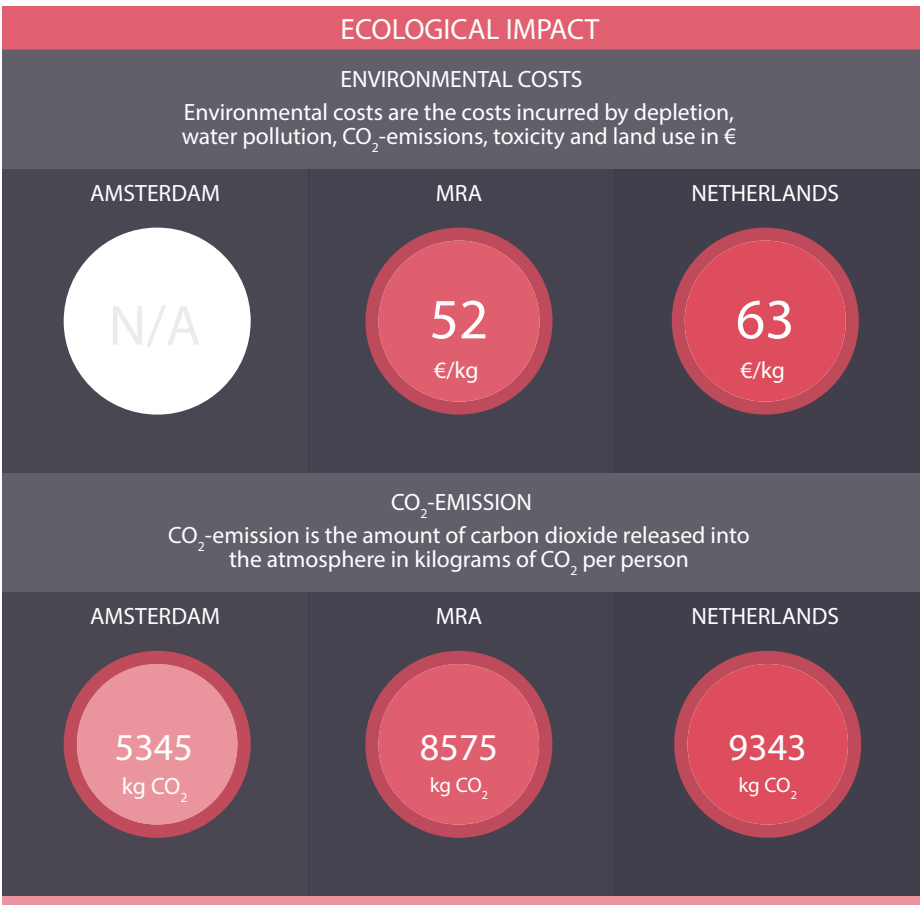 ECOLOGICAL IMPACT
ENVIRONMENTAL COSTS
Environmental costs are the costs incurred by depletion,
water pollution, CO₂-emissions, toxicity and land use in €
AMSTERDAM
MRA
NETHERLANDS
N/A
52
€/kg
63
€/kg
CO₂-EMISSION
CO₂-emission is the amount of carbon dioxide released into
the atmosphere in kilograms of CO₂ per person
AMSTERDAM
MRA
NETHERLANDS
5345
kg CO₂
8575
kg CO₂
9343
kg CO₂